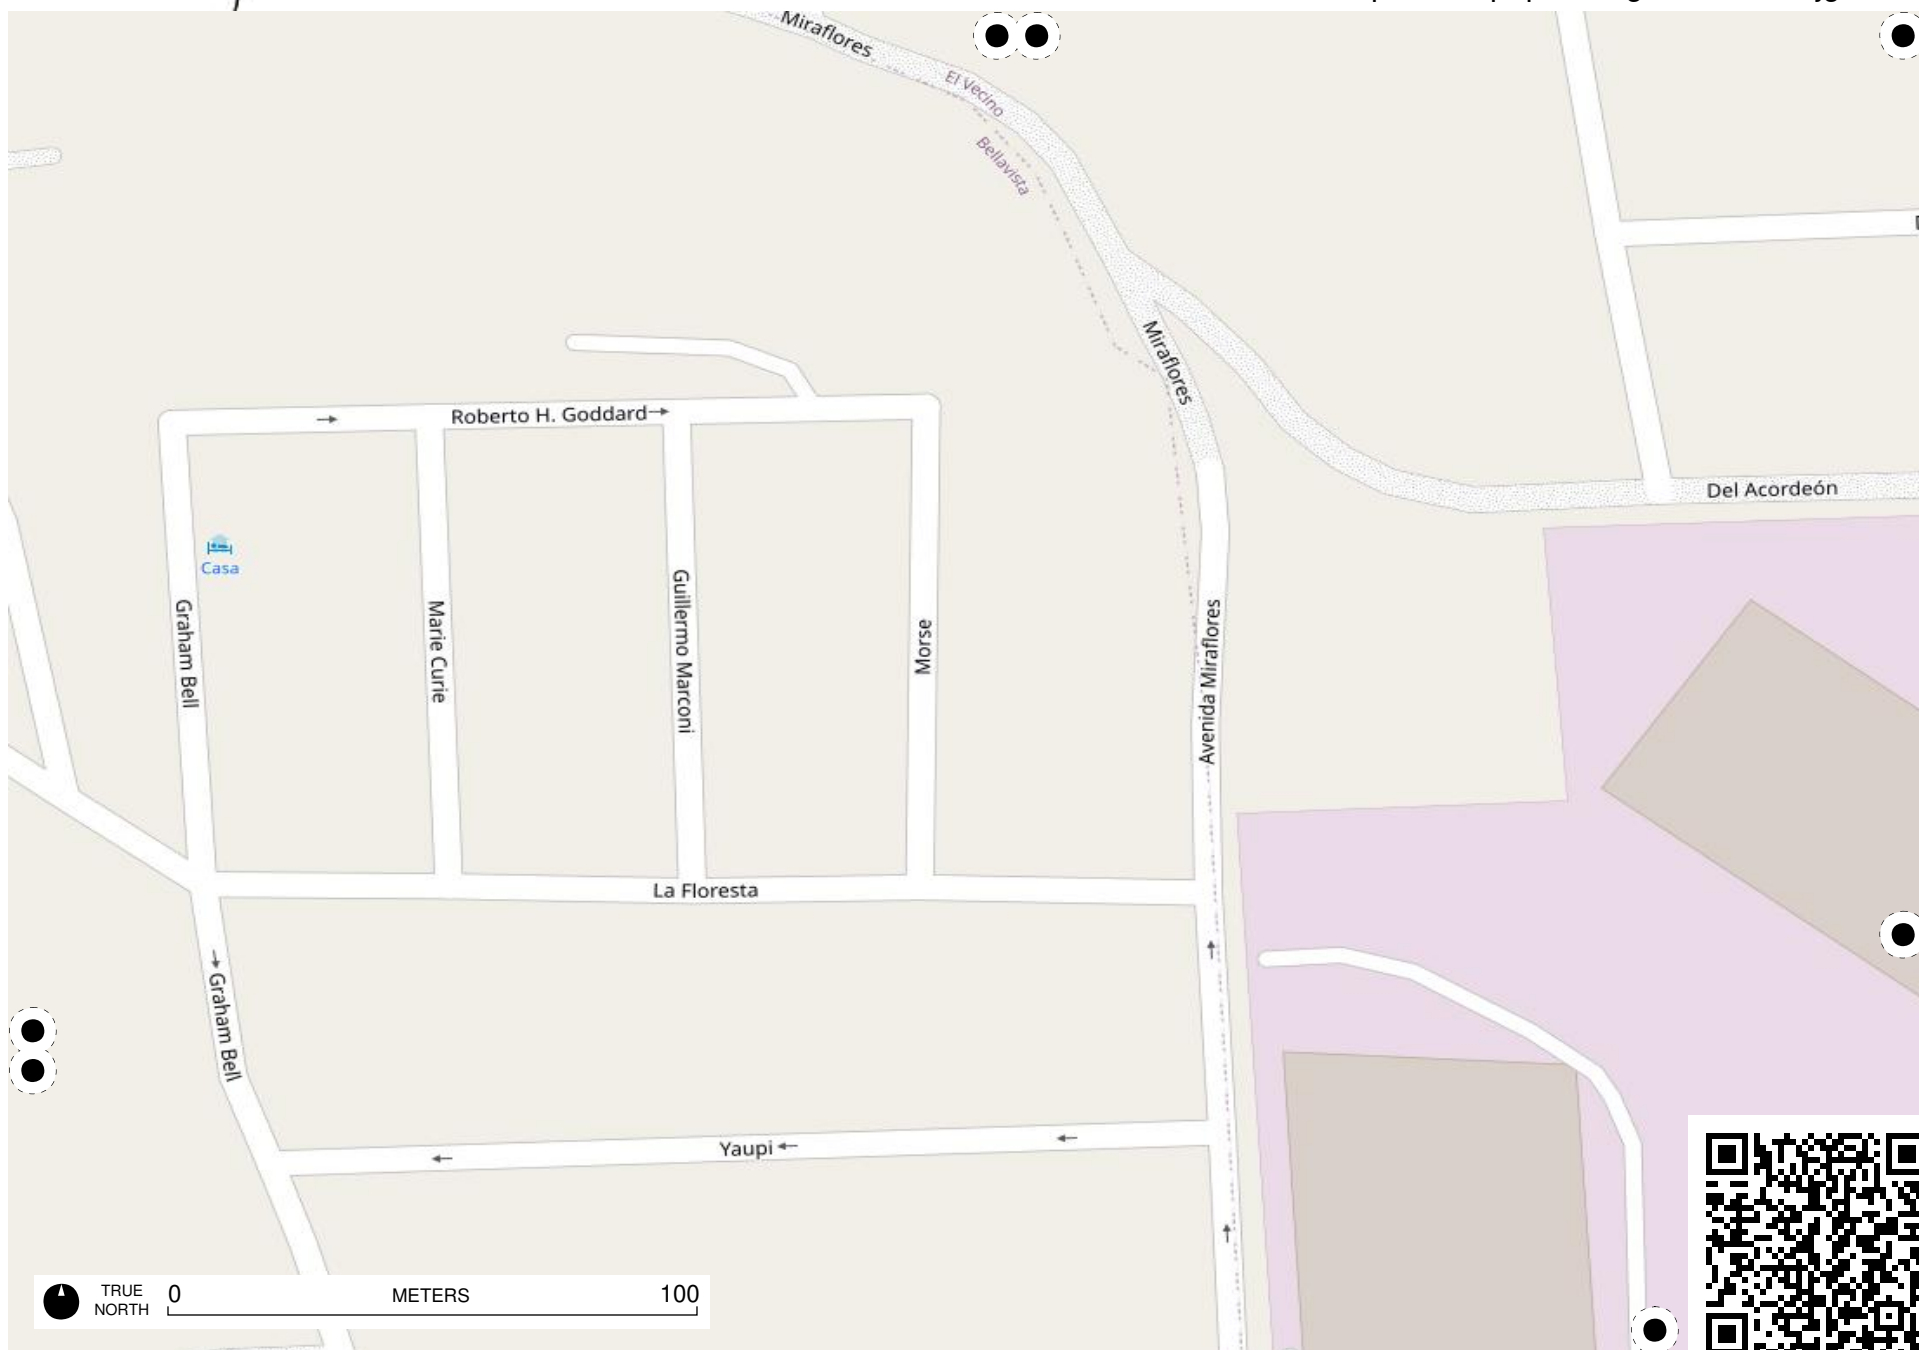 Miraflores
El Vecino
Bellavista
Miraflores
Roberto H. Goddard
Del Acordeón
Casa
Graham Bell
Marie Curie
Guillermo Marconi
Morse
Avenida Miraflores
La Floresta
Graham Bell
Yaupi
TRUE NORTH
0 METERS 100